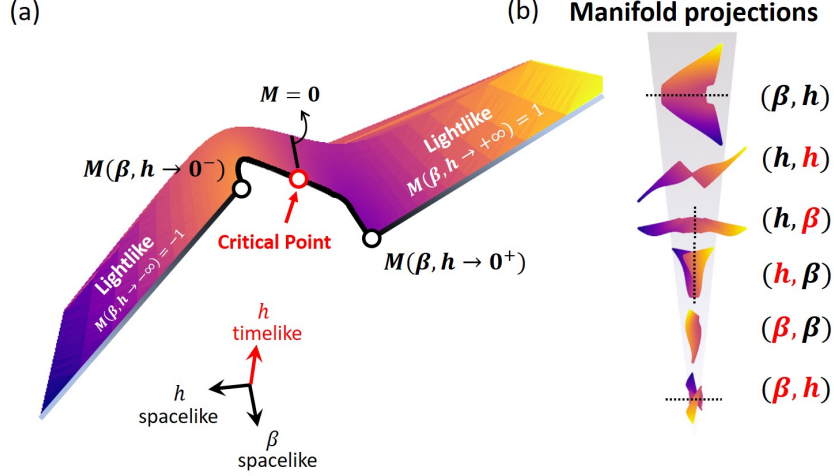 (a)
M = 0
M(β, h → 0⁻)
Lightlike
M(β, h → +∞) = 1
Critical Point
M(β, h → 0⁺)
Lightlike
M(β, h → −∞) = −1
h
timelike
h
spacelike
β
spacelike
(b)
Manifold projections
(β, h)
(h, h)
(h, β)
(h, β)
(β, β)
(β, h)